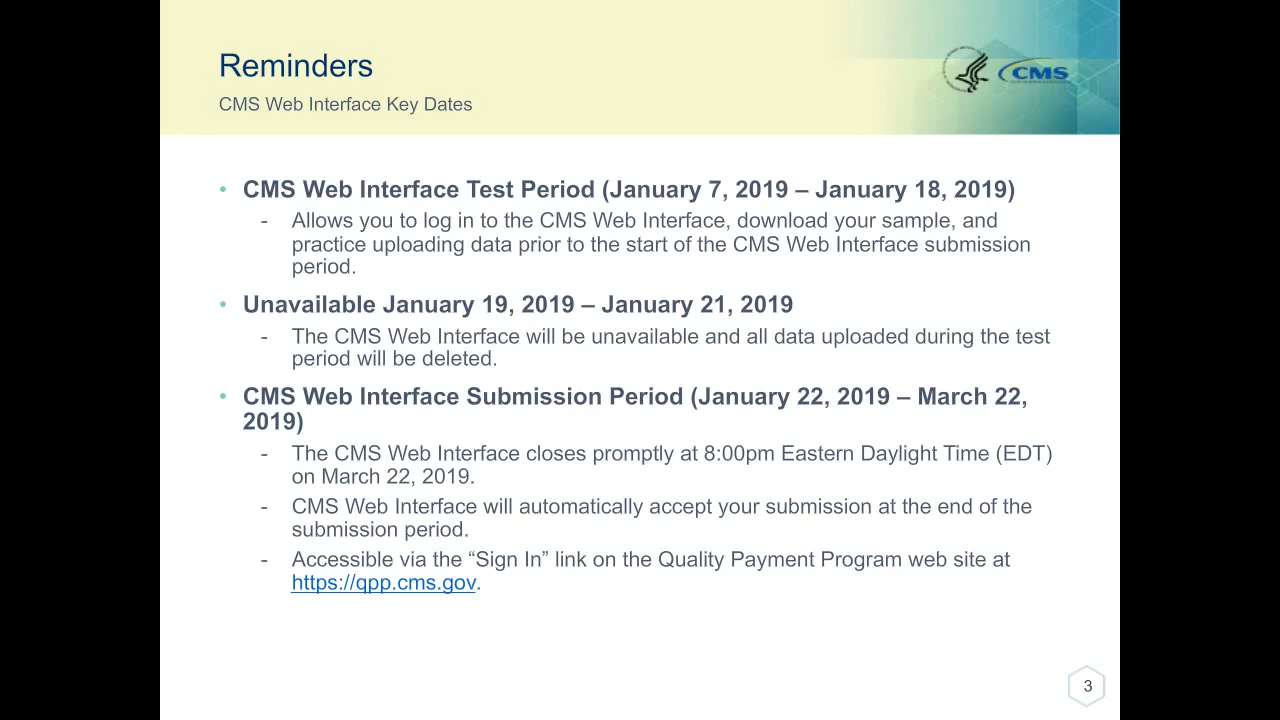 Reminders
CMS Web Interface Key Dates
CMS
• CMS Web Interface Test Period (January 7, 2019 – January 18, 2019)
- Allows you to log in to the CMS Web Interface, download your sample, and
practice uploading data prior to the start of the CMS Web Interface submission
period.
• Unavailable January 19, 2019 – January 21, 2019
- The CMS Web Interface will be unavailable and all data uploaded during the test
period will be deleted.
• CMS Web Interface Submission Period (January 22, 2019 – March 22,
2019)
- The CMS Web Interface closes promptly at 8:00pm Eastern Daylight Time (EDT)
on March 22, 2019.
- CMS Web Interface will automatically accept your submission at the end of the
submission period.
- Accessible via the “Sign In” link on the Quality Payment Program web site at
https://qpp.cms.gov.
3